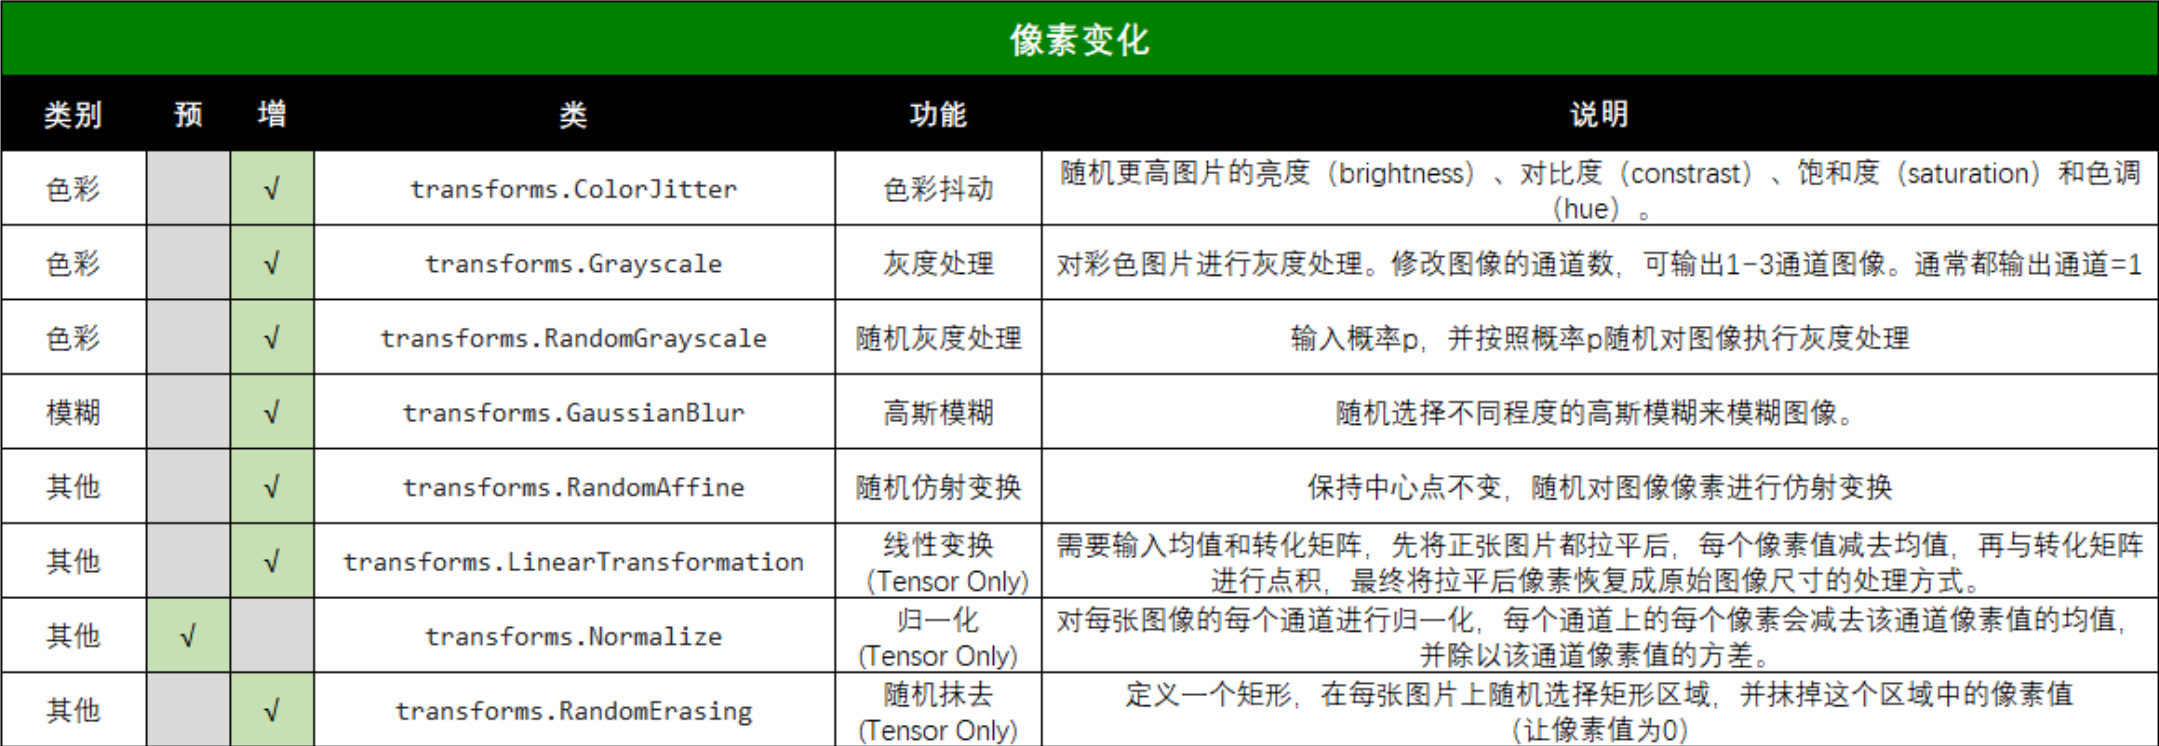 像素变化
类别 预 增 类 功能 说明
色彩 √ transforms.ColorJitter 色彩抖动 随机更高图片的亮度（brightness）、对比度（constrast）、饱和度（saturation）和色调
（hue）。
色彩 √ transforms.Grayscale 灰度处理 对彩色图片进行灰度处理。修改图像的通道数，可输出1-3通道图像。通常都输出通道=1
色彩 √ transforms.RandomGrayscale 随机灰度处理 输入概率p，并按照概率p随机对图像执行灰度处理
模糊 √ transforms.GaussianBlur 高斯模糊 随机选择不同程度的高斯模糊来模糊图像。
其他 √ transforms.RandomAffine 随机仿射变换 保持中心点不变，随机对图像像素进行仿射变换
其他 √ transforms.LinearTransformation 线性变换
（Tensor Only) 需要输入均值和转化矩阵，先将正张图片都拉平后，每个像素值减去均值，再与转化矩阵
进行点积，最终将拉平后像素恢复成原始图像尺寸的处理方式。
其他 √ transforms.Normalize 归一化
(Tensor Only) 对每张图像的每个通道进行归一化，每个通道上的每个像素会减去该通道像素值的均值，
并除以该通道像素值的方差。
其他 √ transforms.RandomErasing 随机抹去
(Tensor Only) 定义一个矩形，在每张图片上随机选择矩形区域，并抹掉这个区域中的像素值
（让像素值为0）